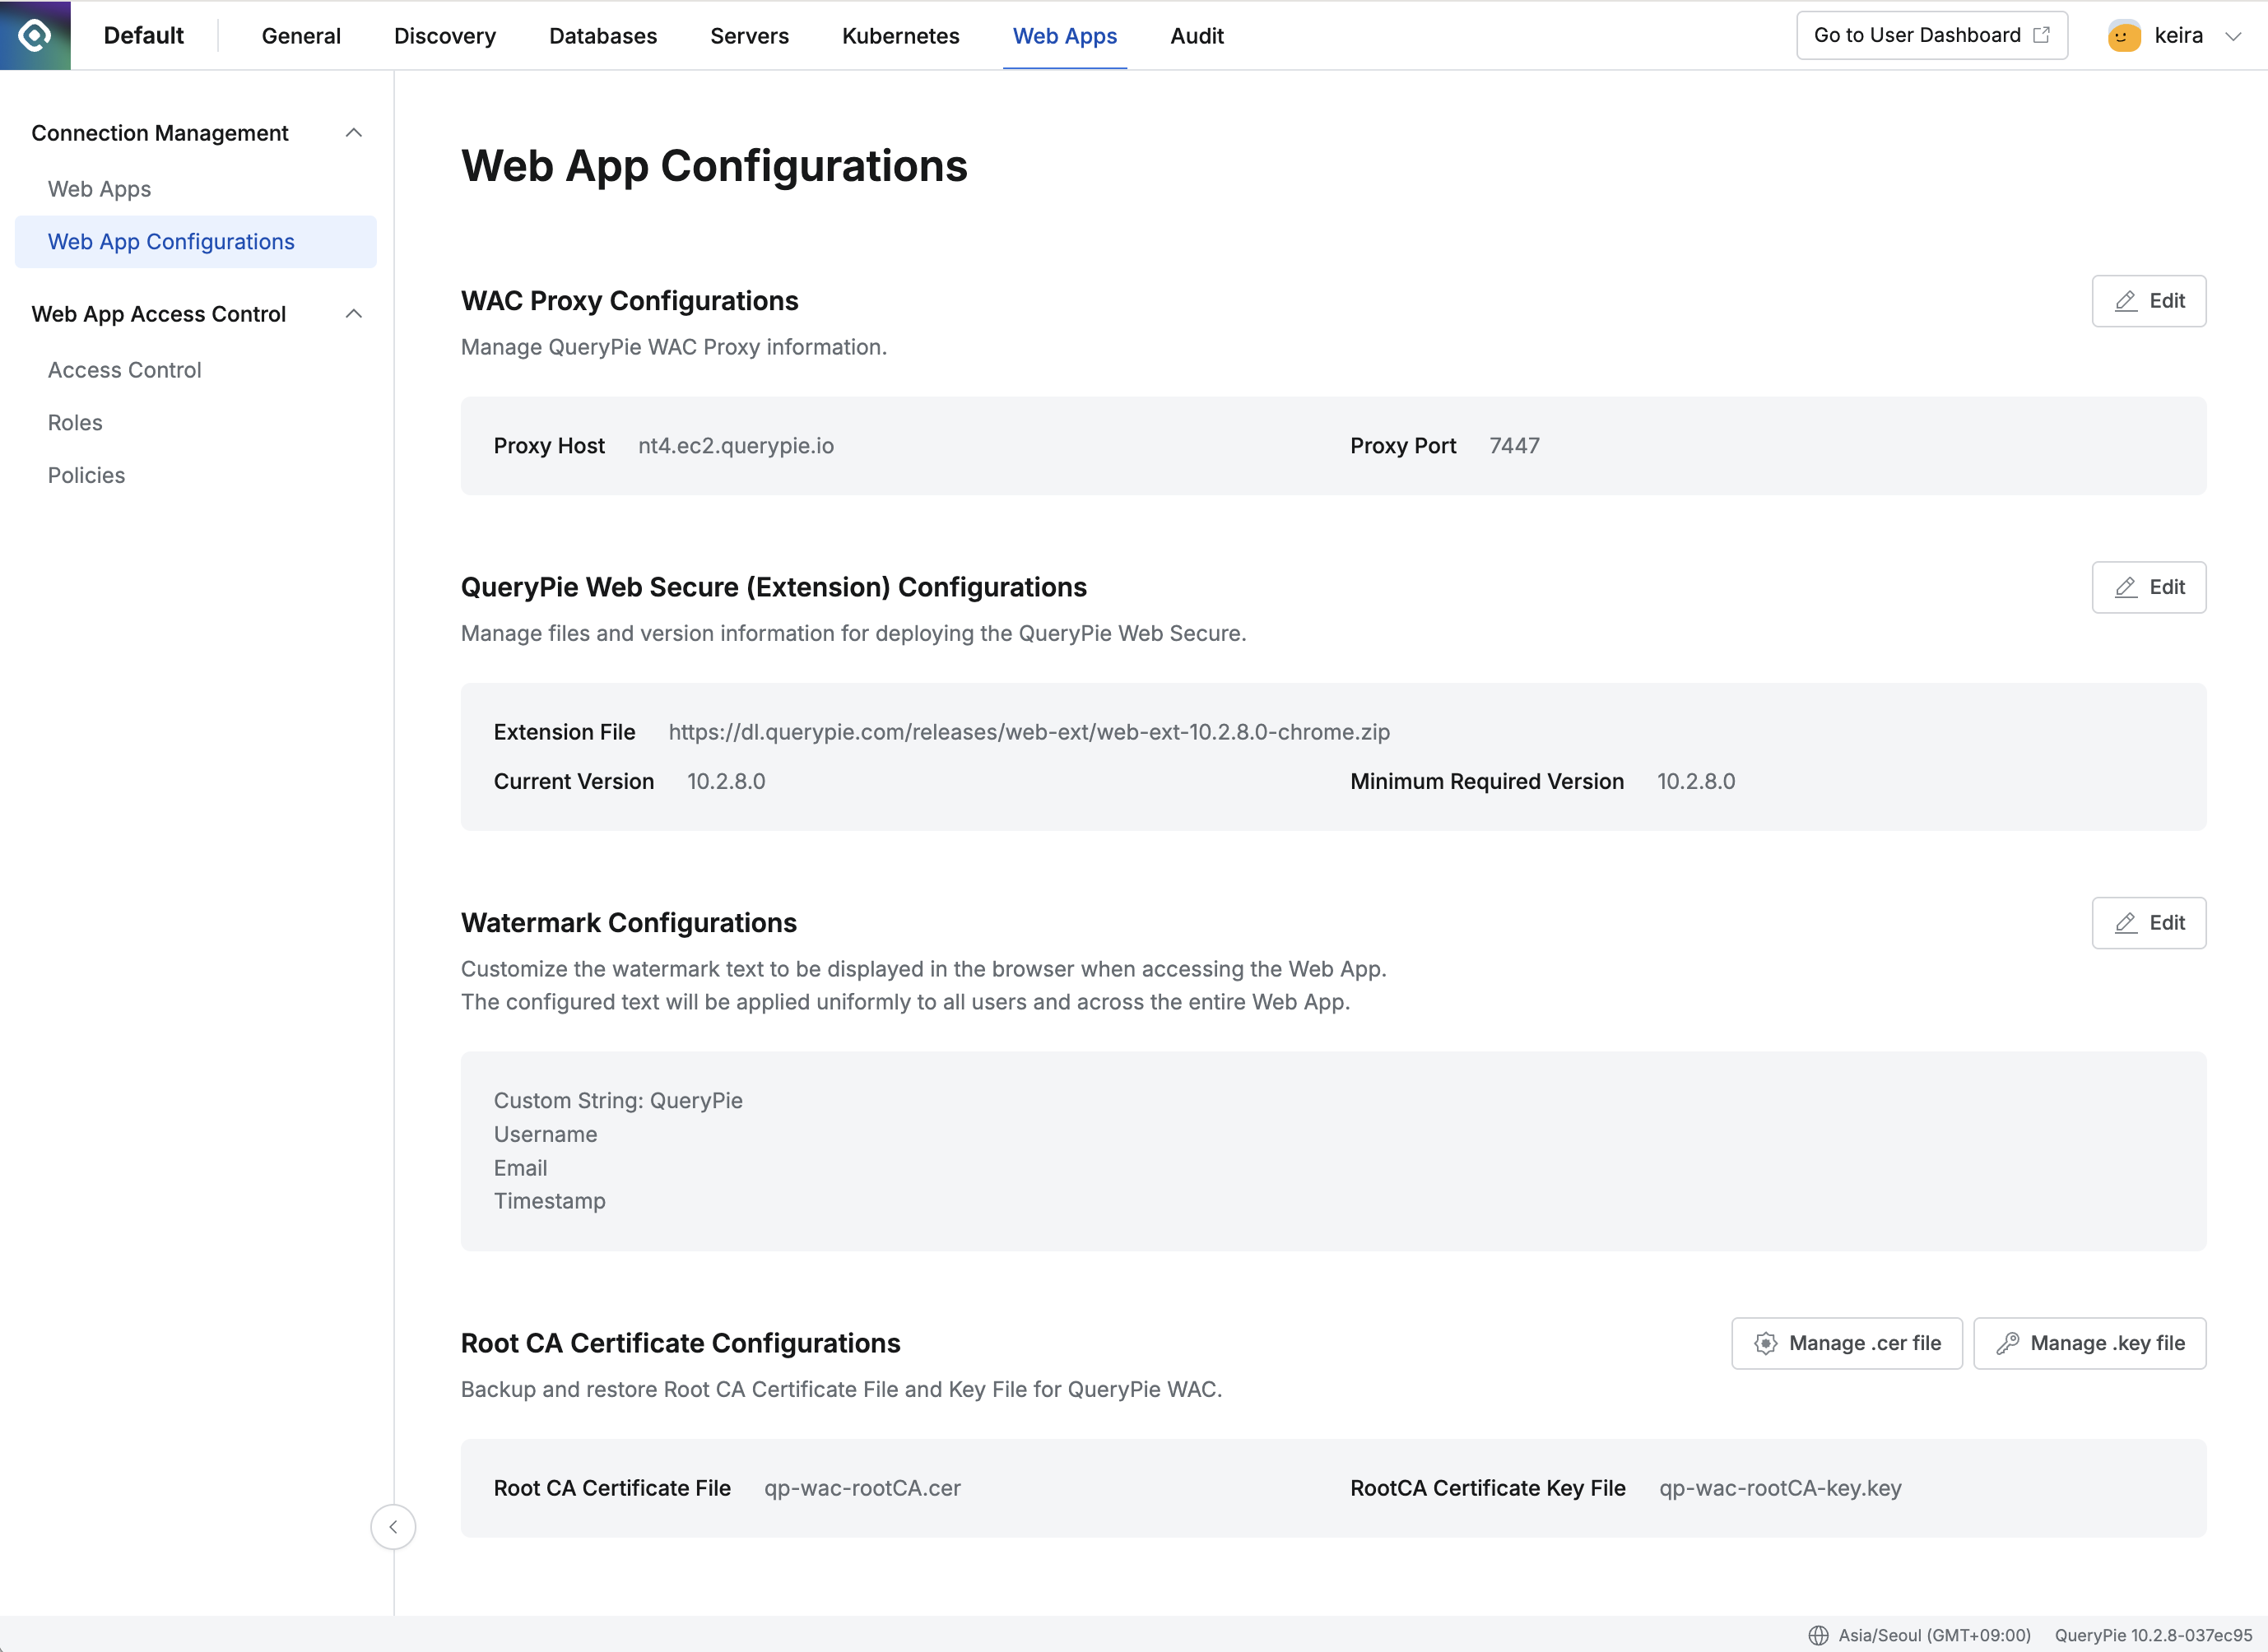 Default
General
Discovery
Databases
Servers
Kubernetes
Web Apps
Audit
Go to User Dashboard
keira
Connection Management
Web Apps
Web App Configurations
Web App Access Control
Access Control
Roles
Policies
Web App Configurations
WAC Proxy Configurations
Edit
Manage QueryPie WAC Proxy information.
Proxy Host nt4.ec2.querypie.io
Proxy Port 7447
QueryPie Web Secure (Extension) Configurations
Edit
Manage files and version information for deploying the QueryPie Web Secure.
Extension File https://dl.querypie.com/releases/web-ext/web-ext-10.2.8.0-chrome.zip
Current Version 10.2.8.0
Minimum Required Version 10.2.8.0
Watermark Configurations
Edit
Customize the watermark text to be displayed in the browser when accessing the Web App.
The configured text will be applied uniformly to all users and across the entire Web App.
Custom String: QueryPie
Username
Email
Timestamp
Root CA Certificate Configurations
Manage .cer file
Manage .key file
Backup and restore Root CA Certificate File and Key File for QueryPie WAC.
Root CA Certificate File qp-wac-rootCA.cer
RootCA Certificate Key File qp-wac-rootCA-key.key
Asia/Seoul (GMT+09:00)
QueryPie 10.2.8-037ec95